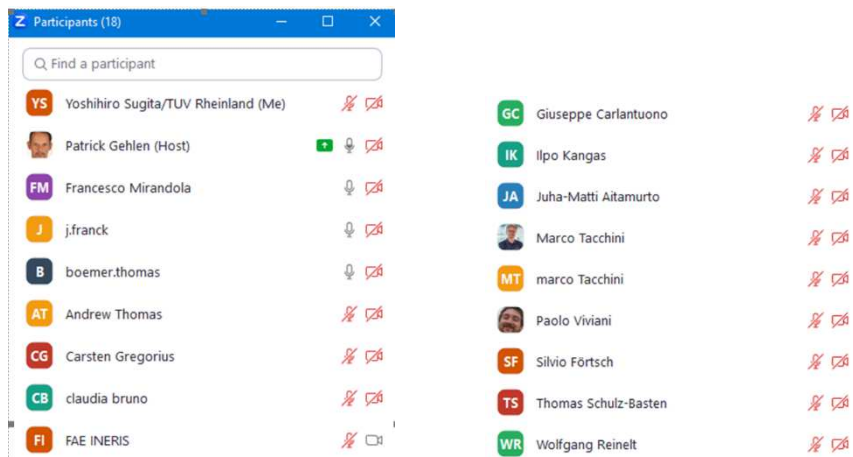 Z Participants (18)
Find a participant
YS Yoshihiro Sugita/TUV Rheinland (Me)
Patrick Gehlen (Host)
FM Francesco Mirandola
J j.franck
B boemer.thomas
AT Andrew Thomas
CG Carsten Gregorius
CB claudia bruno
FI FAE INERIS
GC Giuseppe Carlantuono
IK Ilpo Kangas
JA Juha-Matti Aitamurto
Marco Tacchini
MT marco Tacchini
Paolo Viviani
SF Silvio Förtsch
TS Thomas Schulz-Basten
WR Wolfgang Reinelt